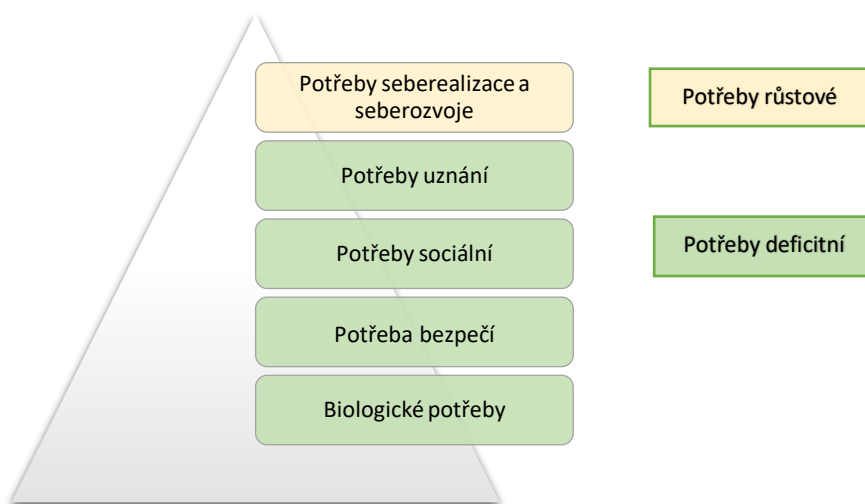 Potřeby seberealizace a
seberozvoje
Potřeby růstové
Potřeby uznání
Potřeby sociální
Potřeby deficitní
Potřeba bezpečí
Biologické potřeby